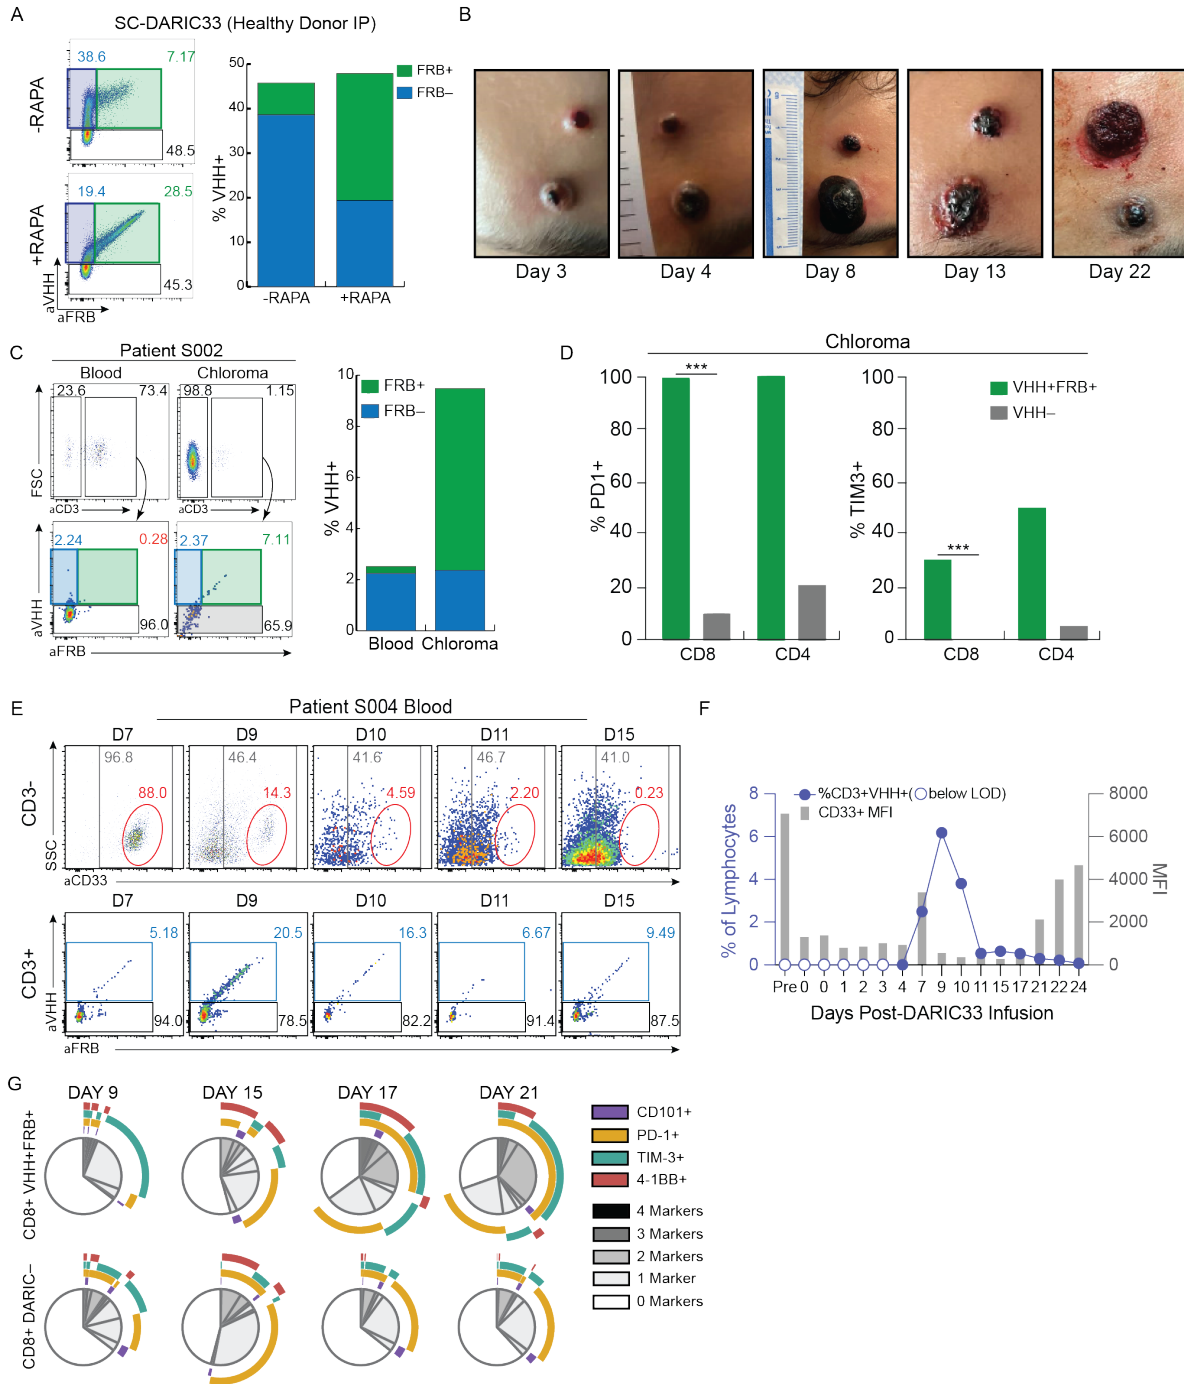 A
SC-DARIC33 (Healthy Donor IP)
-RAPA
38.6
7.17
48.5
+RAPA
19.4
28.5
45.3
aVHH
aFRB
% VHH+
50
40
30
20
10
0
-RAPA
+RAPA
FRB+
FRB–
B
Day 3
Day 4
Day 8
Day 13
Day 22
C
Patient S002
Blood
Chloroma
23.6
73.4
98.8
1.15
FSC
aCD3
aCD3
2.24
0.28
2.37
7.11
96.0
65.9
aVHH
aFRB
% VHH+
10
8
6
4
2
0
FRB+
FRB–
Blood
Chloroma
D
Chloroma
% PD1+
100
80
60
40
20
0
***
CD8
CD4
% TIM3+
100
80
60
40
20
0
***
CD8
CD4
VHH+FRB+
VHH–
E
Patient S004 Blood
D7
D9
D10
D11
D15
CD3-
SSC
96.8
88.0
46.4
14.3
41.6
4.59
46.7
2.20
41.0
0.23
aCD33
D7
D9
D10
D11
D15
CD3+
aVHH
5.18
94.0
20.5
78.5
16.3
82.2
6.67
91.4
9.49
87.5
aFRB
F
%CD3+VHH+( below LOD)
CD33+ MFI
% of Lymphocytes
8
6
4
2
0
8000
6000
4000
2000
0
MFI
Pre 0 0 1 2 3 4 7 9 10 11 15 17 21 22 24
Days Post-DARIC33 Infusion
G
DAY 9
DAY 15
DAY 17
DAY 21
CD8+ VHH+FRB+
CD8+ DARIC–
CD101+
PD-1+
TIM-3+
4-1BB+
4 Markers
3 Markers
2 Markers
1 Marker
0 Markers